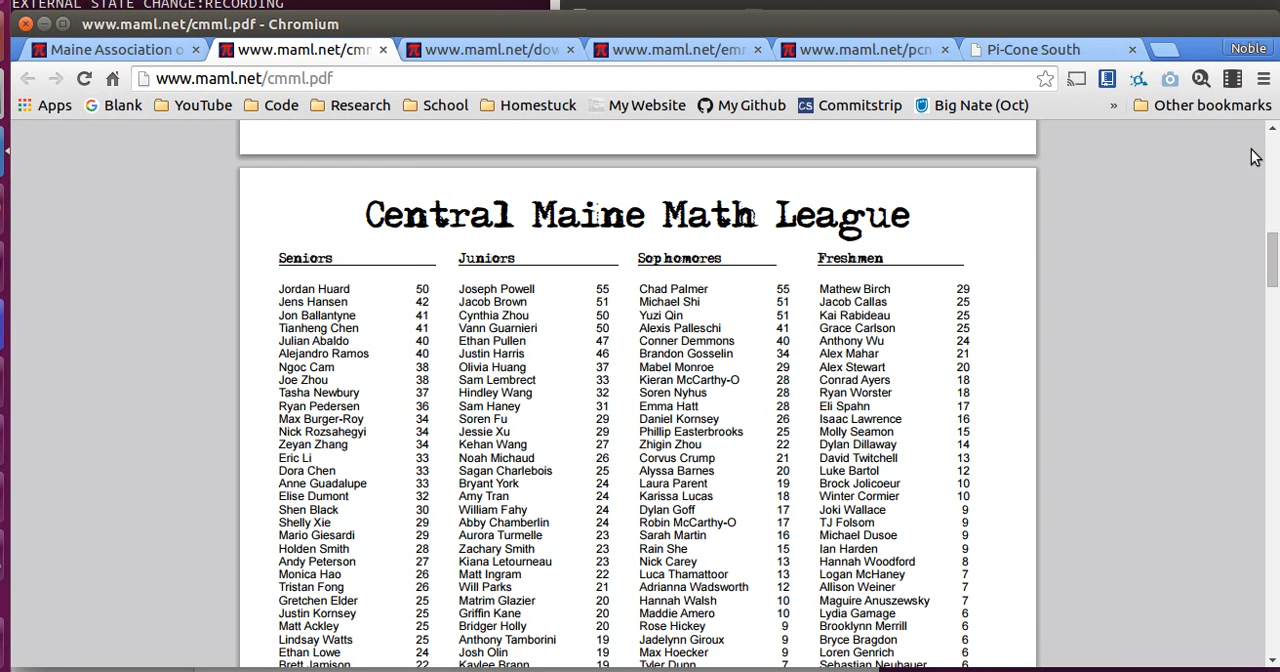 EXTERNAL STATE CHANGE:RECORDING
www.maml.net/cmml.pdf - Chromium
Maine Association o www.maml.net/cmm www.maml.net/dow www.maml.net/emm www.maml.net/pcm Pi-Cone South Noble
www.maml.net/cmml.pdf
Apps Blank YouTube Code Research School Homestuck My Website My Github Commitstrip Big Nate (Oct) » Other bookmarks
Central Maine Math League
Seniors Juniors Sophomores Freshmen
Jordan Huard 50 Joseph Powell 55 Chad Palmer 55 Mathew Birch 29
Jens Hansen 42 Jacob Brown 51 Michael Shi 51 Jacob Callas 25
Jon Ballantyne 41 Cynthia Zhou 50 Yuzi Qin 51 Kai Rabideau 25
Tianheng Chen 41 Vann Guarnieri 50 Alexis Palleschi 41 Grace Carlson 25
Julian Abaldo 40 Ethan Pullen 47 Conner Demmons 40 Anthony Wu 24
Alejandro Ramos 40 Justin Harris 46 Brandon Gosselin 34 Alex Mahar 21
Ngoc Cam 38 Olivia Huang 37 Mabel Monroe 29 Alex Stewart 20
Joe Zhou 38 Sam Lembrect 33 Kieran McCarthy-O 28 Conrad Ayers 18
Tasha Newbury 37 Hindley Wang 32 Soren Nyhus 28 Ryan Worster 18
Ryan Pedersen 36 Sam Haney 31 Emma Hatt 28 Eli Spahn 17
Max Burger-Roy 34 Soren Fu 29 Daniel Kornsey 26 Isaac Lawrence 16
Nick Rozsahegyi 34 Jessie Xu 29 Phillip Easterbrooks 25 Molly Seamon 15
Zeyan Zhang 34 Kehan Wang 27 Zhigin Zhou 22 Dylan Dillaway 14
Eric Li 33 Noah Michaud 26 Corvus Crump 21 David Twitchell 13
Dora Chen 33 Sagan Charlebois 25 Alyssa Barnes 20 Luke Bartol 12
Anne Guadalupe 33 Bryant York 24 Laura Parent 19 Brock Jolicoeur 10
Elise Dumont 32 Amy Tran 24 Karissa Lucas 18 Winter Cormier 10
Shen Black 30 William Fahy 24 Dylan Goff 17 Joki Wallace 9
Shelly Xie 29 Abby Chamberlin 24 Robin McCarthy-O 17 TJ Folsom 9
Mario Giesardi 29 Aurora Turmelle 23 Sarah Martin 16 Michael Dusoe 9
Holden Smith 28 Zachary Smith 23 Rain She 15 Ian Harden 9
Andy Peterson 27 Kiana Letourneau 23 Nick Carey 13 Hannah Woodford 8
Monica Hao 26 Matt Ingram 22 Luca Thamattoor 13 Logan McHaney 7
Tristan Fong 26 Will Parks 21 Adrianna Wadsworth 12 Allison Weiner 7
Gretchen Elder 25 Matrim Glazier 20 Hannah Walsh 10 Maguire Anuszewsky 7
Justin Kornsey 25 Griffin Kane 20 Maddie Amero 10 Lydia Gamage 6
Matt Ackley 25 Bridger Holly 20 Rose Hickey 9 Brooklynn Merrill 6
Lindsay Watts 25 Anthony Tamborini 19 Jadelynn Giroux 9 Bryce Bragdon 6
Ethan Lowe 24 Josh Olin 19 Max Hoecker 9 Loren Genrich 6
Brett Jamison 22 Kaylee Brann 19 Tyler Dunn 7 Sebastian Neubauer 6